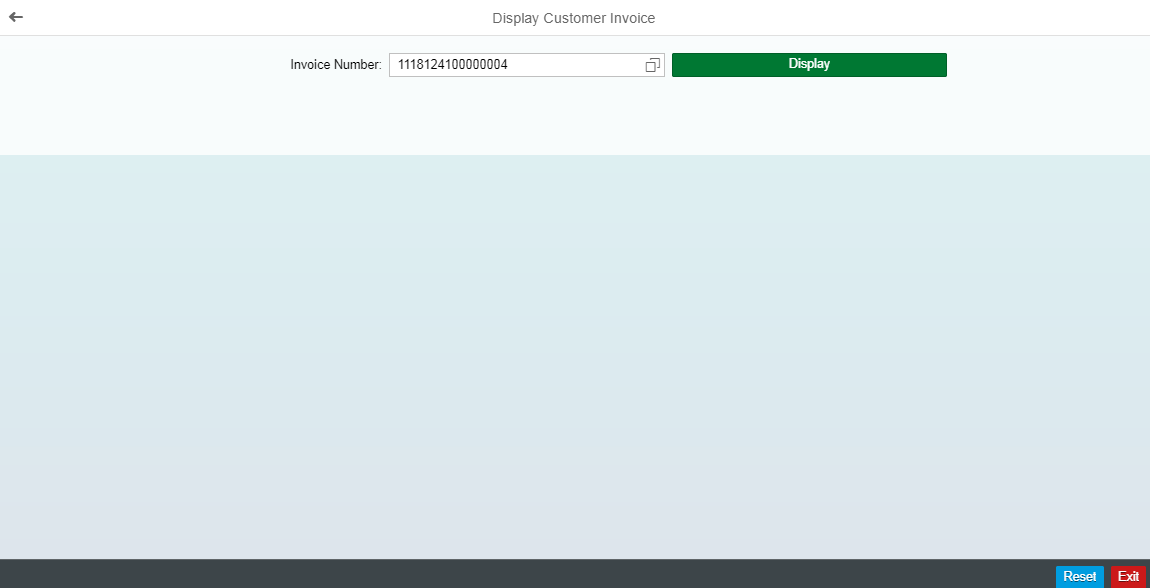 Display Customer Invoice
Invoice Number: 1118124100000004 Display
Reset Exit